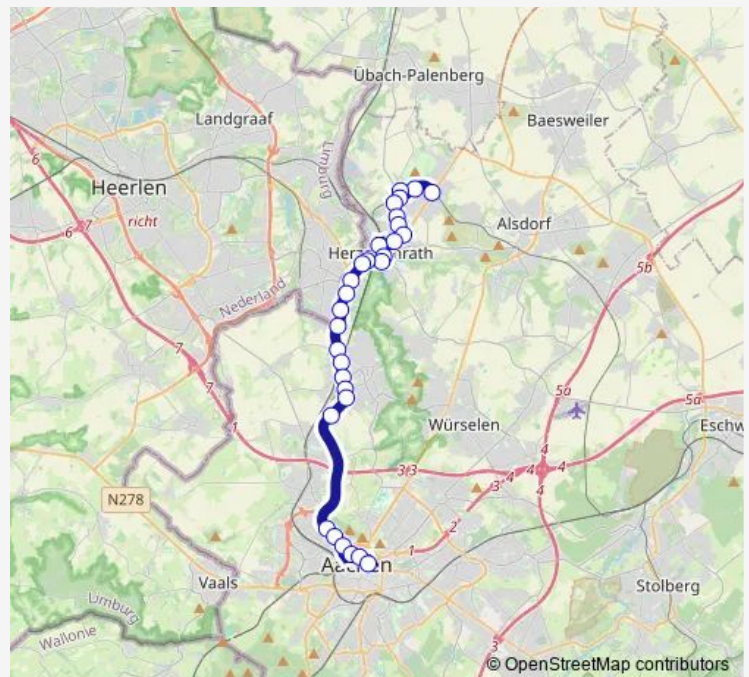 Übach-Palenberg
Landgraaf
Baesweiler
Limburg
Heerlen
6
7
6
7
richt
Alsdorf
Herzogenrath
Nederland
5b
7
7
5a
5a
1
Würselen
Eschw
4
4
4
4
4
3 3
3
N278
2
1
Aachen
Vaals
Stolberg
Limburg
Wallonie
3
© OpenStreetMap contributors